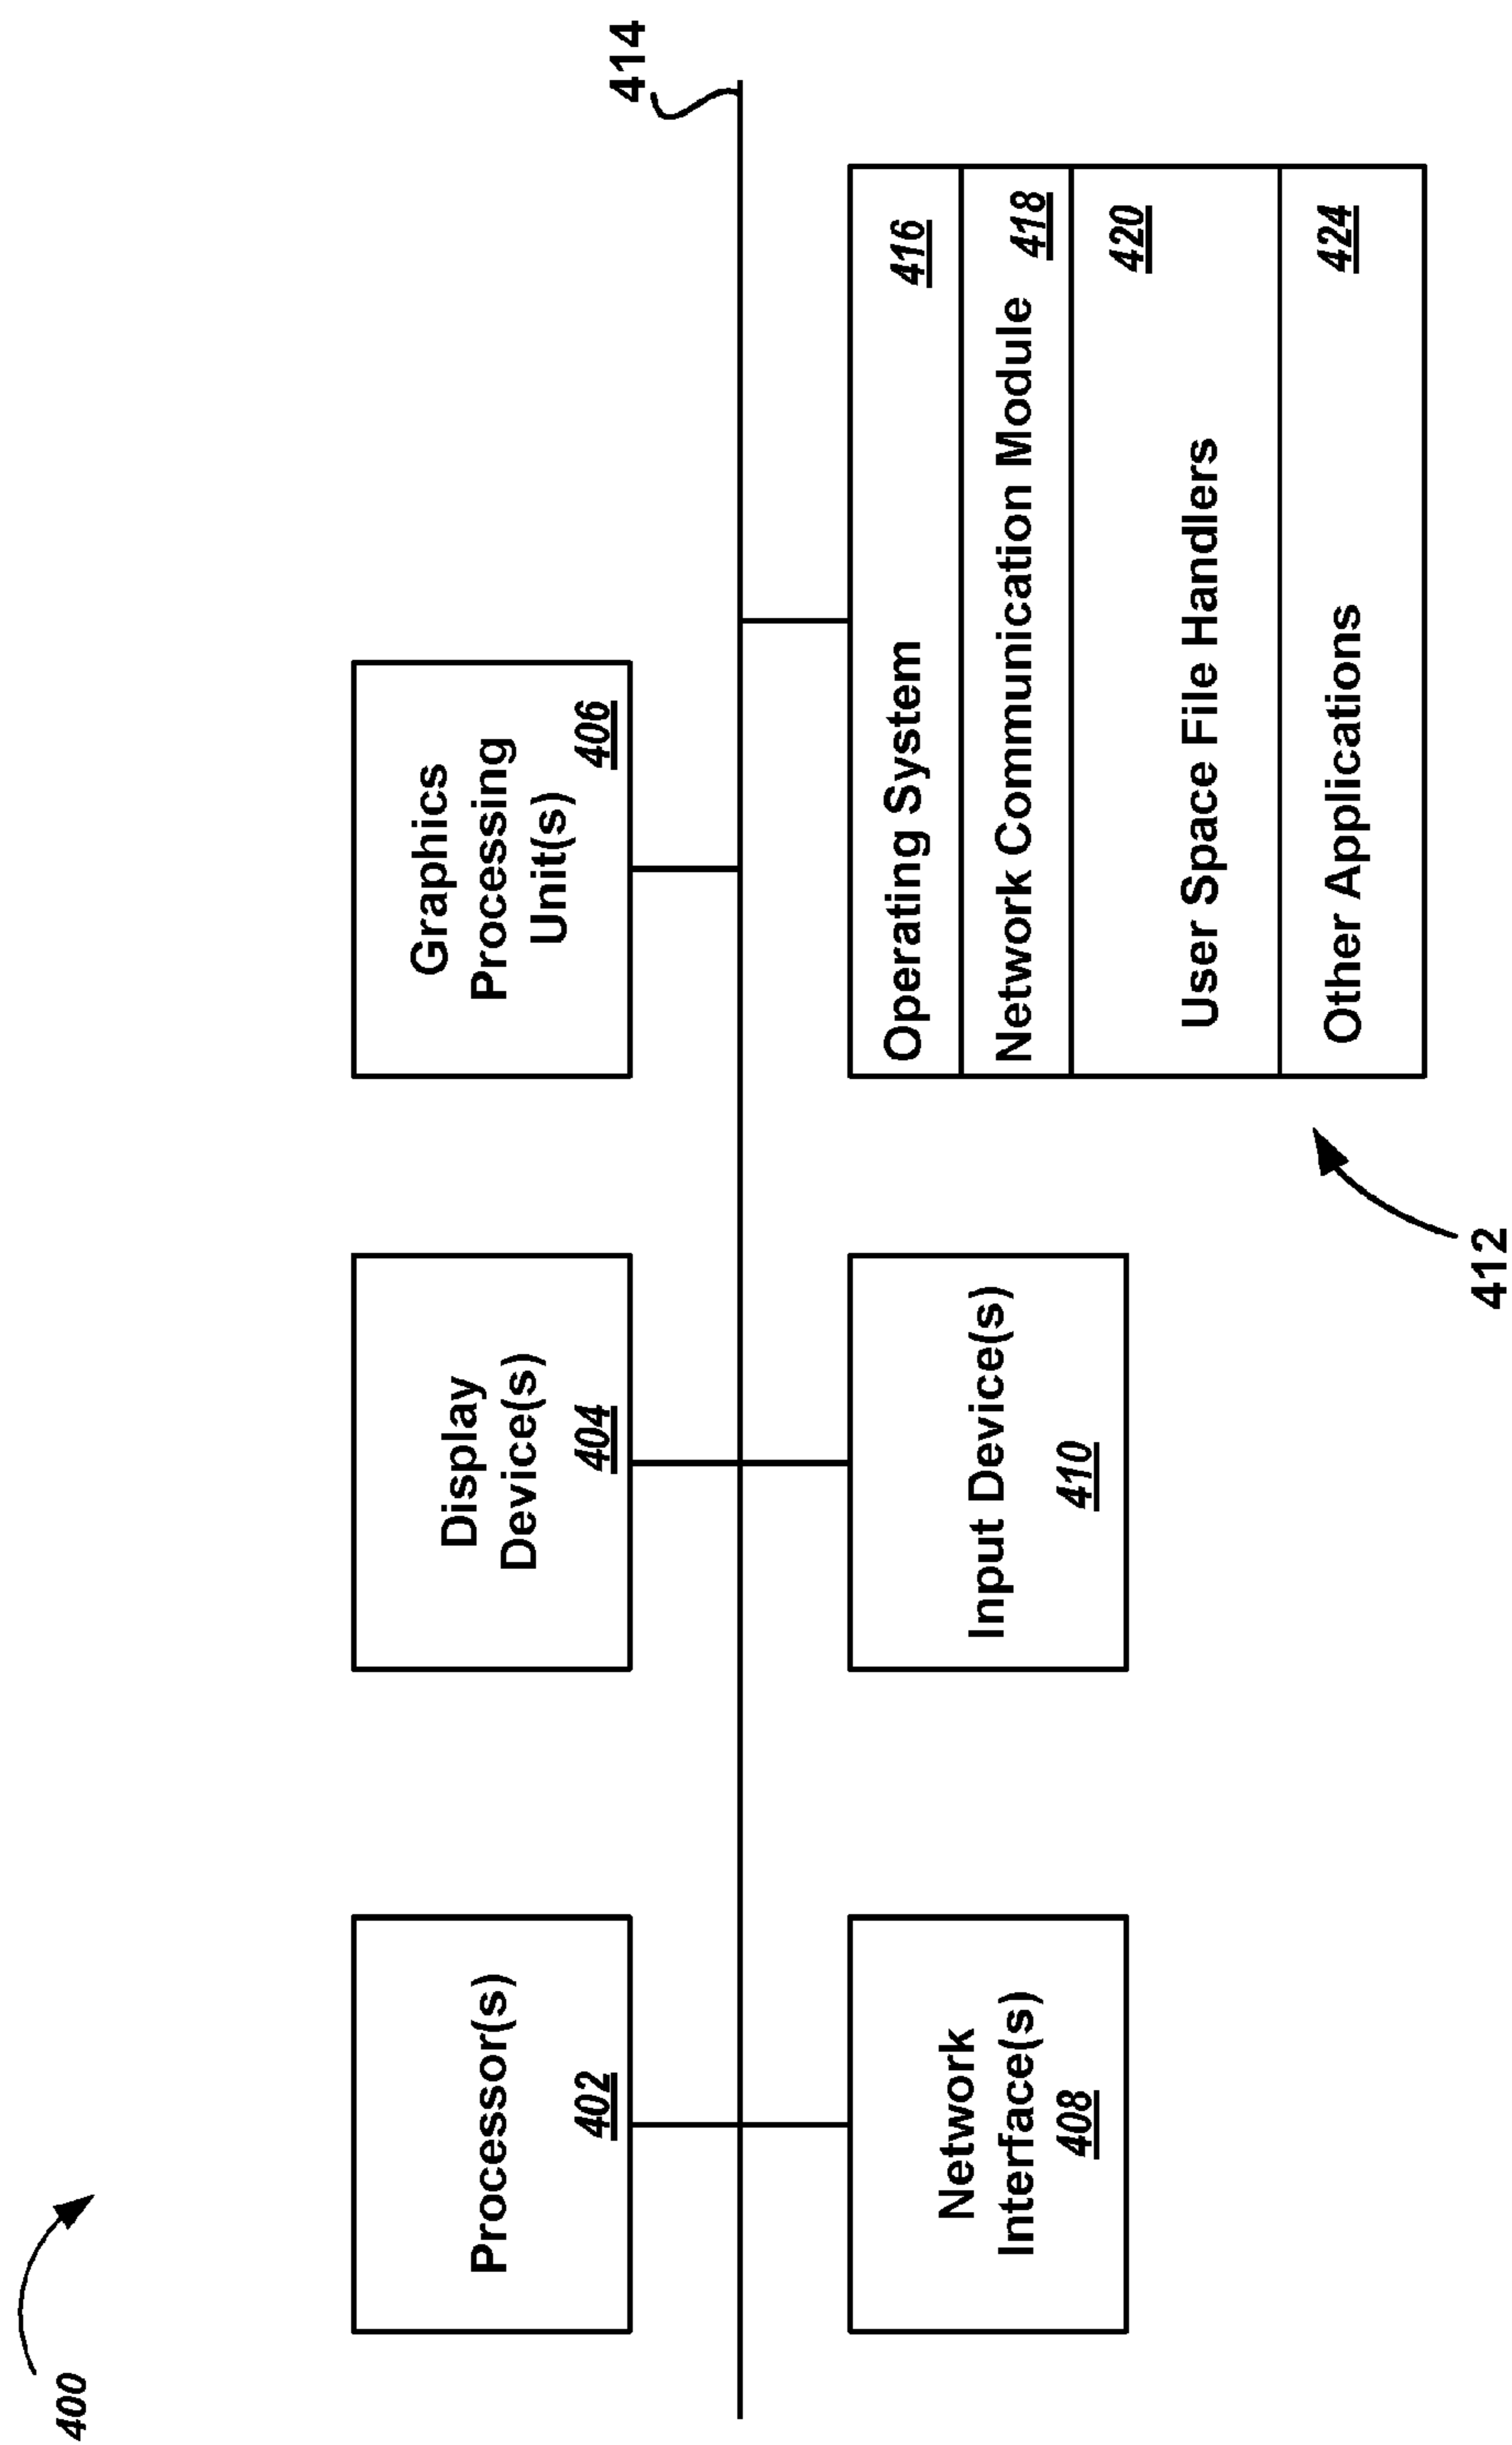 400
Processor(s)
402
Display
Device(s)
404
Graphics
Processing
Unit(s)
406
414
Network
Interface(s)
408
Input Device(s)
410
Operating System 416
Network Communication Module 418
420
User Space File Handlers
Other Applications 424
412